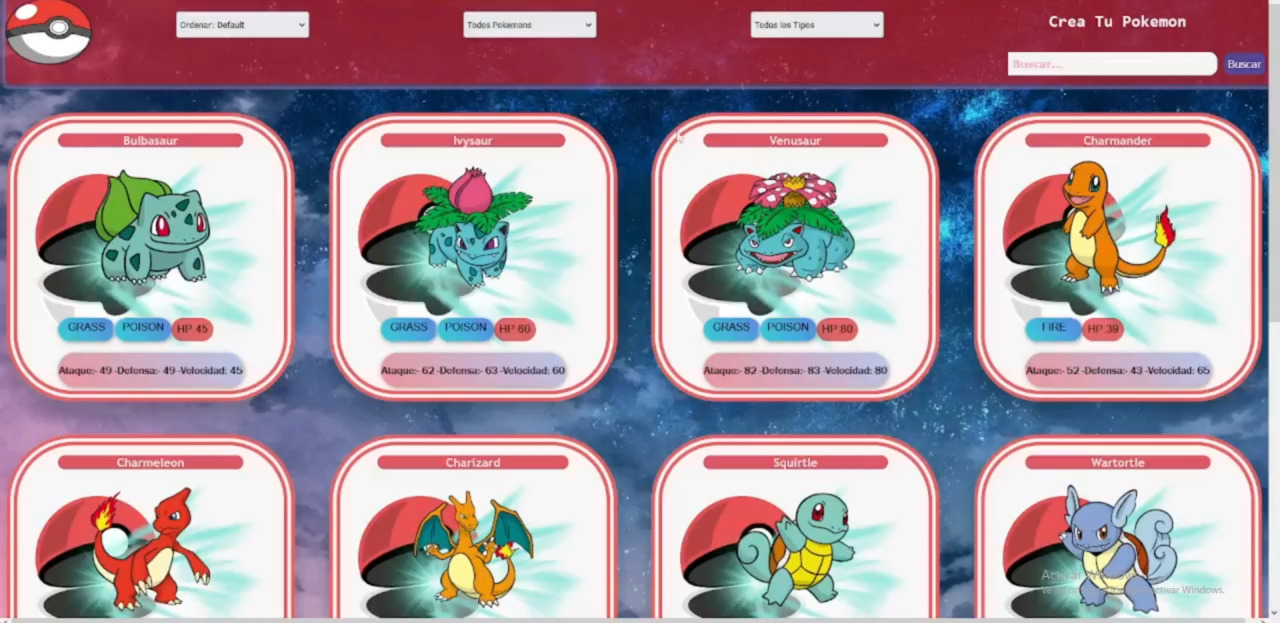 Ordenar: Default
Todos Pokemons
Todos los Tipos
Crea Tu Pokemon
Buscar...
Buscar
Bulbasaur
Ivysaur
Venusaur
Charmander
GRASS POISON HP 45
GRASS POISON HP 60
GRASS POISON HP 80
FIRE HP 39
Ataque:- 49 -Defensa:- 49 -Velocidad: 45
Ataque:- 62 -Defensa:- 63 -Velocidad: 60
Ataque:- 82 -Defensa:- 83 -Velocidad: 80
Ataque:- 52 -Defensa:- 43 -Velocidad: 65
Charmeleon
Charizard
Squirtle
Wartortle
Activar
activar Windows.